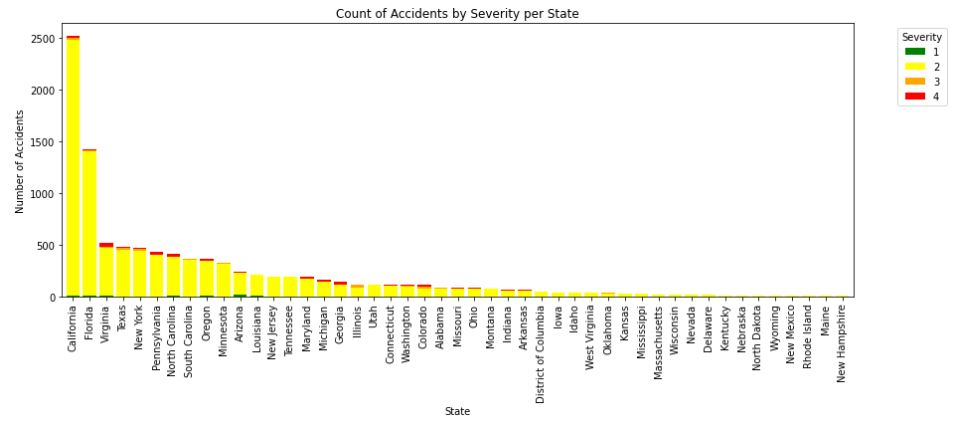 Count of Accidents by Severity per State
Severity
1
2
3
4
Number of Accidents
2500
2000
1500
1000
500
0
California
Florida
Virginia
Texas
New York
Pennsylvania
North Carolina
South Carolina
Oregon
Minnesota
Arizona
Louisiana
New Jersey
Tennessee
Maryland
Michigan
Georgia
Illinois
Utah
Connecticut
Washington
Colorado
Alabama
Missouri
Ohio
Montana
Indiana
Arkansas
District of Columbia
Iowa
Idaho
West Virginia
Oklahoma
Kansas
Mississippi
Massachusetts
Wisconsin
Nevada
Delaware
Kentucky
Nebraska
North Dakota
Wyoming
New Mexico
Rhode Island
Maine
New Hampshire
State